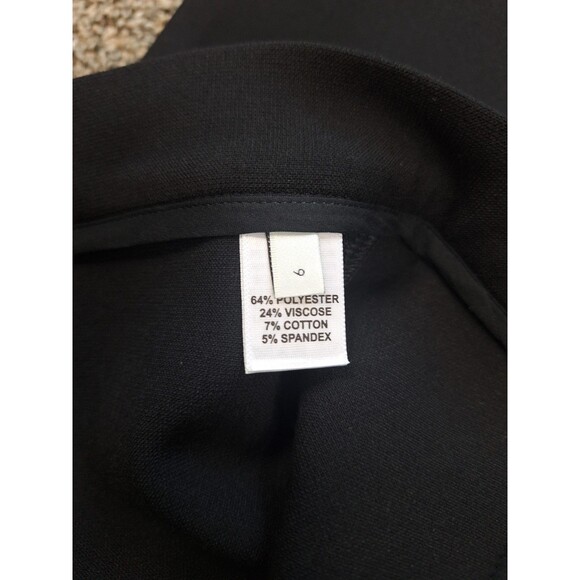 6
64% POLYESTER
24% VISCOSE
7% COTTON
5% SPANDEX